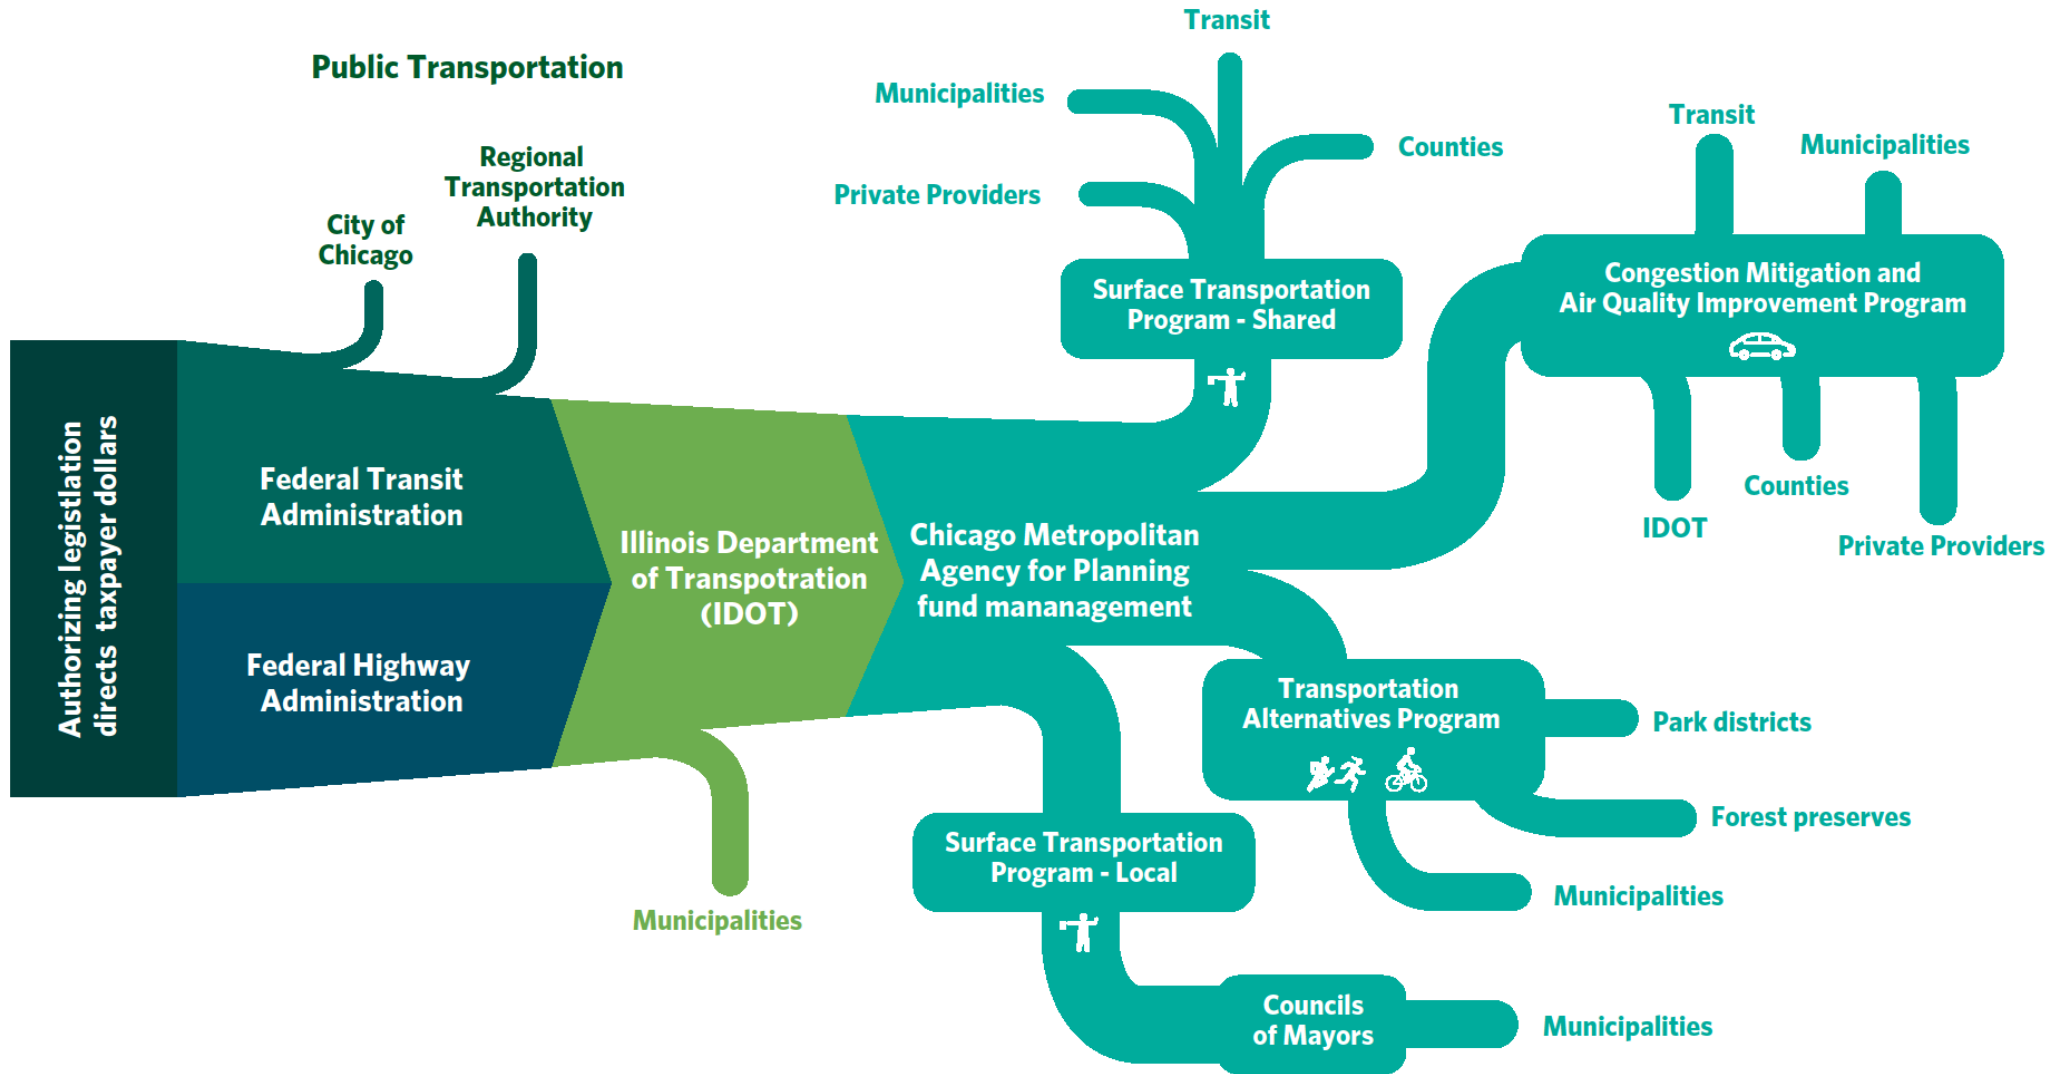 Public Transportation
City of
Chicago
Regional
Transportation
Authority
Authorizing legistlation
directs taxpayer dollars
Federal Transit
Administration
Federal Highway
Administration
Illinois Department
of Transpotration
(IDOT)
Municipalities
Chicago Metropolitan
Agency for Planning
fund mananagement
Transit
Municipalities
Counties
Private Providers
Surface Transportation
Program - Shared
Transit
Municipalities
Congestion Mitigation and
Air Quality Improvement Program
IDOT
Counties
Private Providers
Transportation
Alternatives Program
Park districts
Forest preserves
Municipalities
Surface Transportation
Program - Local
Councils
of Mayors
Municipalities